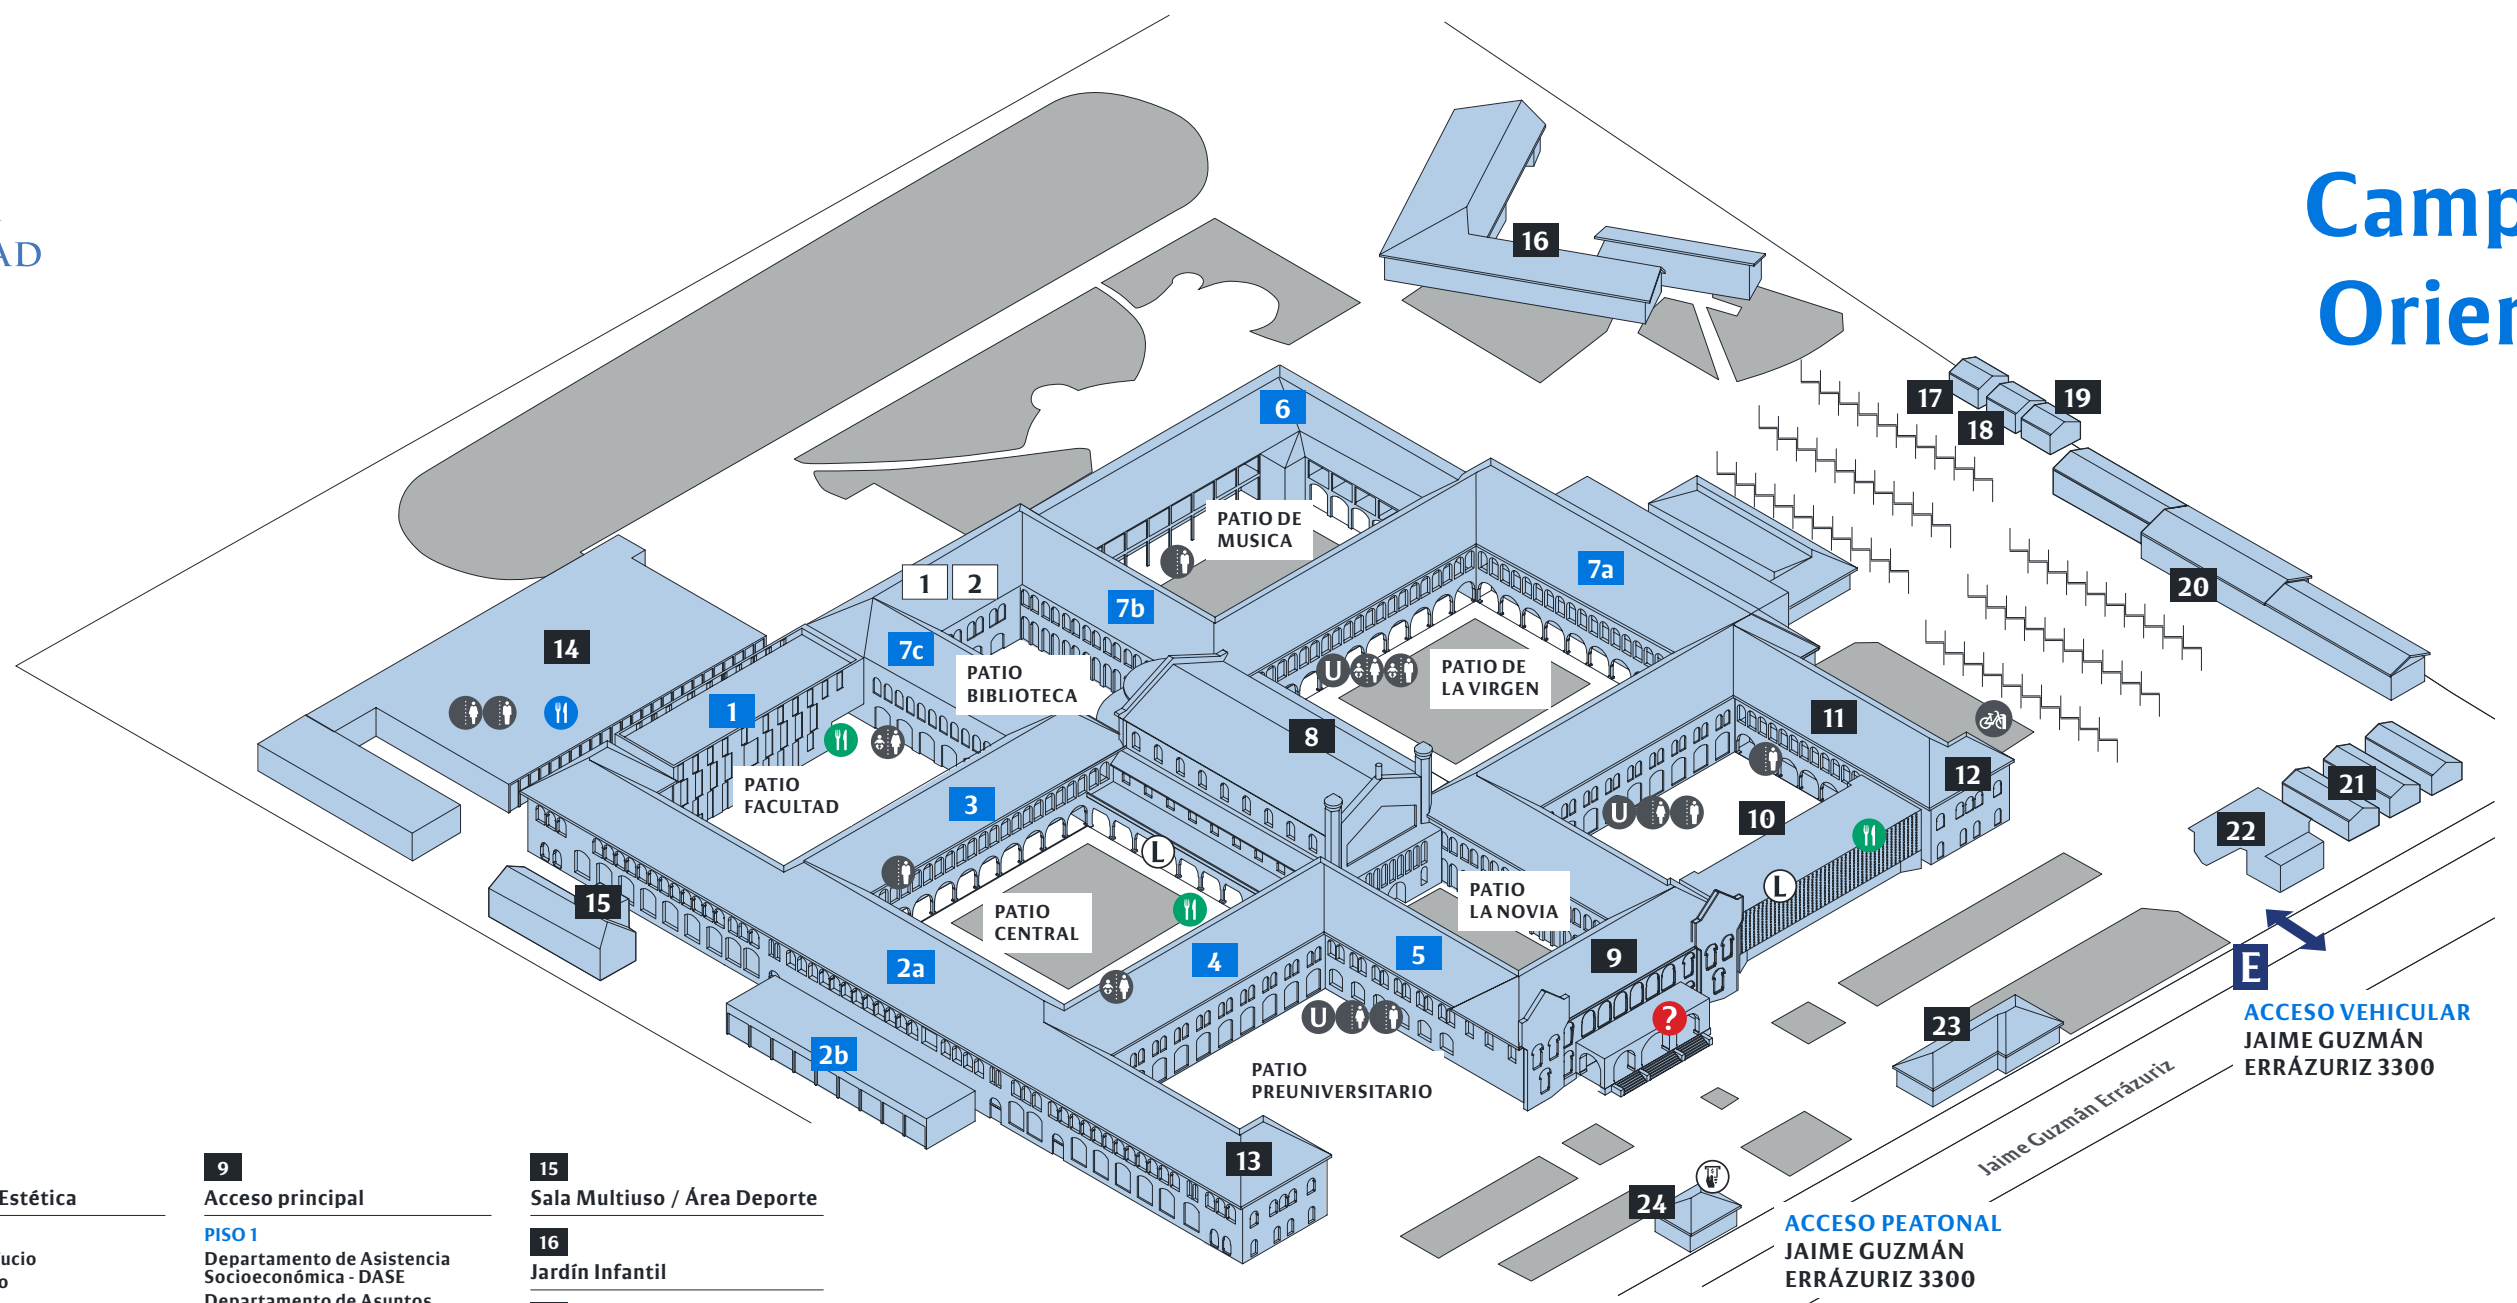 16
17
18
19
6
PATIO DE
MUSICA
7a
1 2
7b
20
14
7c
PATIO
BIBLIOTECA
U
PATIO DE
LA VIRGEN
1
8
11
12
PATIO
FACULTAD
3
U
10
21
22
L
L
15
PATIO
CENTRAL
PATIO
LA NOVIA
2a
4
5
9
E
ACCESO VEHICULAR
JAIME GUZMÁN
ERRÁZURIZ 3300
U
?
23
2b
PATIO
PREUNIVERSITARIO
Jaime Guzmán Errázuriz
13
24
ACCESO PEATONAL
JAIME GUZMÁN
ERRÁZURIZ 3300
Estética
9
Acceso principal
PISO 1
Departamento de Asistencia
Socioeconómica - DASE
Departamento de Asuntos
15
Sala Multiuso / Área Deporte
16
Jardín Infantil